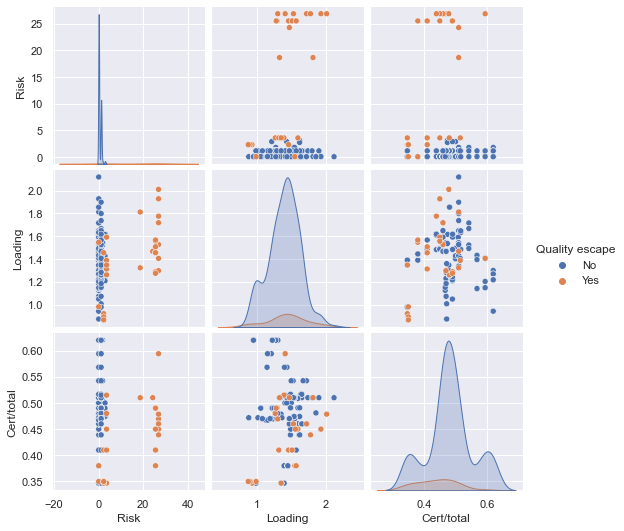 25
20
15
10
5
0
Risk
2.0
1.8
1.6
1.4
1.2
1.0
Loading
Quality escape
No
Yes
0.60
0.55
0.50
0.45
0.40
0.35
Cert/total
−20
0
20
40
Risk
1
2
Loading
0.4
0.6
Cert/total